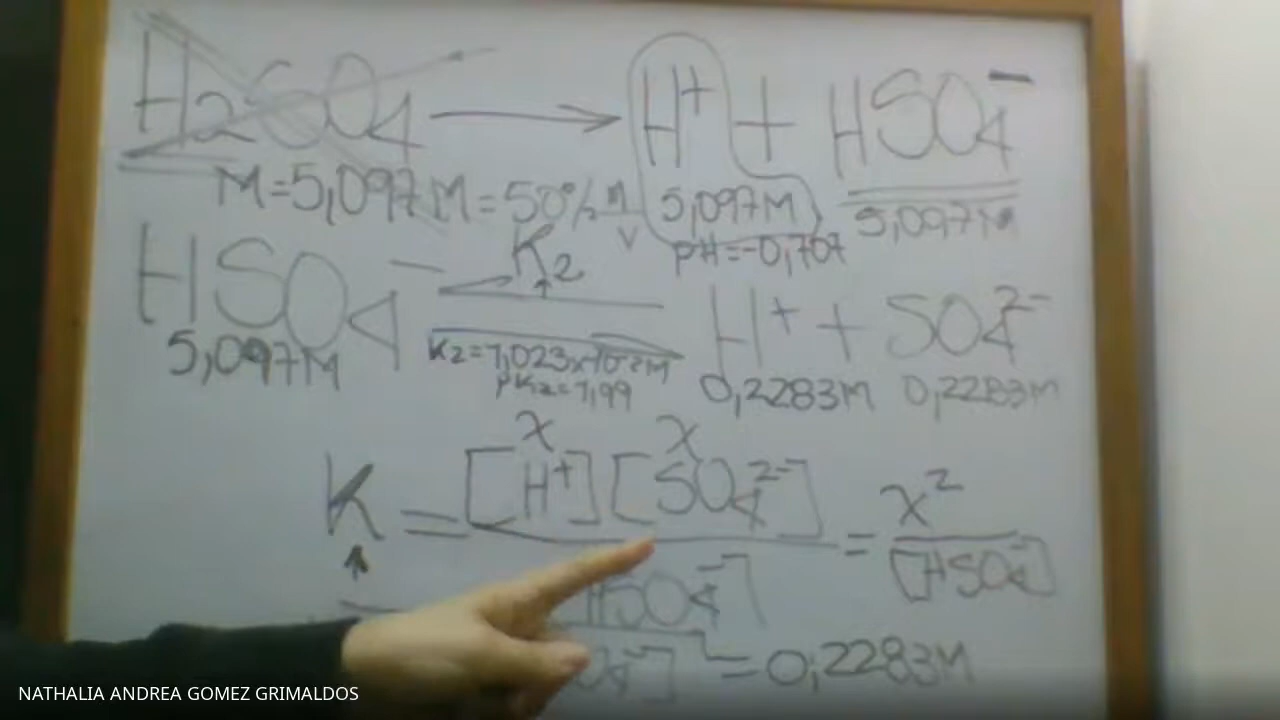 H2SO4 → H+ + HSO4−
M=5,097M=50% m/v 5,097M 5,097M
pH=-0,707
HSO4− K2 H+ + SO4 2−
5,097M K2=1,023x10-2M 0,2283M 0,2283M
pK2=1,99
x x
K = [H+][SO4 2−] = x2
HSO4−] [HSO4−]
O4−] = 0,2283M
NATHALIA ANDREA GOMEZ GRIMALDOS